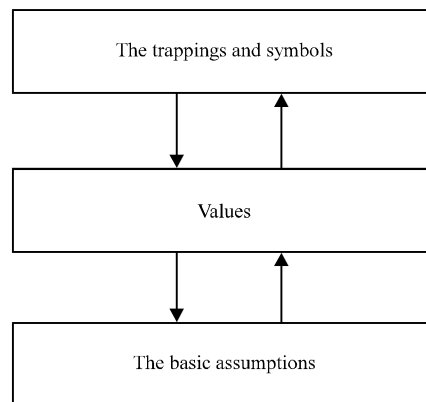 The trappings and symbols
Values
The basic assumptions